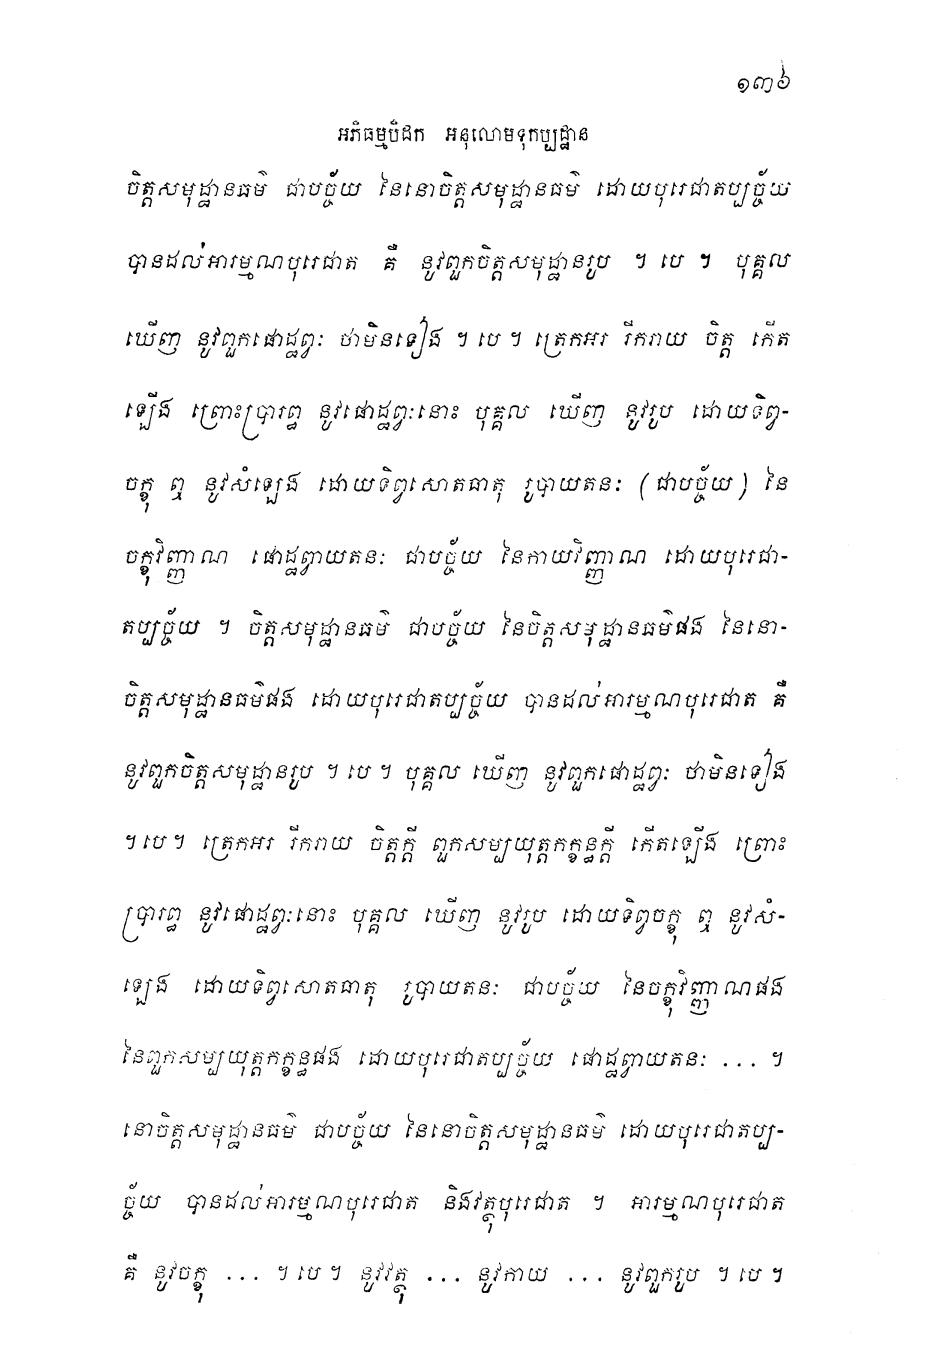 ១៣៦
អភិធម្មបិដក អនុលោមទុកប្បដ្ឋាន
ចិត្តសមុដ្ឋានធម៌ ជាបច្ច័យ នៃនោចិត្តសមុដ្ឋានធម៌ ដោយបុរេជាតប្បច្ច័យ
បានដល់អារម្មណបុរេជាត គឺ នូវពួកចិត្តសមុដ្ឋានរូប ។ បេ ។ បុគ្គល
ឃើញ នូវពួកផោដ្ឋព្វៈ ថាមិនទៀង ។ បេ ។ ត្រេកអរ រីករាយ ចិត្ត កើត
ឡើង ព្រោះប្រារព្ធ នូវផោដ្ឋព្វៈនោះ បុគ្គល ឃើញ នូវរូប ដោយទិព្វ-
ចក្ខុ ឮ នូវសំឡេង ដោយទិព្វសោតធាតុ រូបាយតនៈ (ជាបច្ច័យ) នៃ
ចក្ខុវិញ្ញាណ ផោដ្ឋព្វាយតនៈ ជាបច្ច័យ នៃកាយវិញ្ញាណ ដោយបុរេជា-
តប្បច្ច័យ ។ ចិត្តសមុដ្ឋានធម៌ ជាបច្ច័យ នៃចិត្តសមុដ្ឋានធម៌ផង នៃនោ-
ចិត្តសមុដ្ឋានធម៌ផង ដោយបុរេជាតប្បច្ច័យ បានដល់អារម្មណបុរេជាត គឺ
នូវពួកចិត្តសមុដ្ឋានរូប ។ បេ ។ បុគ្គល ឃើញ នូវពួកផោដ្ឋព្វៈ ថាមិនទៀង
។ បេ ។ ត្រេកអរ រីករាយ ចិត្តក្តី ពួកសម្បយុត្តកក្ខន្ធក្តី កើតឡើង ព្រោះ
ប្រារព្ធ នូវផោដ្ឋព្វៈនោះ បុគ្គល ឃើញ នូវរូប ដោយទិព្វចក្ខុ ឮ នូវសំ-
ឡេង ដោយទិព្វសោតធាតុ រូបាយតនៈ ជាបច្ច័យ នៃចក្ខុវិញ្ញាណផង
នៃពួកសម្បយុត្តកក្ខន្ធផង ដោយបុរេជាតប្បច្ច័យ ផោដ្ឋព្វាយតនៈ ... ។
នោចិត្តសមុដ្ឋានធម៌ ជាបច្ច័យ នៃនោចិត្តសមុដ្ឋានធម៌ ដោយបុរេជាតប្ប-
ច្ច័យ បានដល់អារម្មណបុរេជាត និងវត្ថុបុរេជាត ។ អារម្មណបុរេជាត
គឺ នូវចក្ខុ ... ។ បេ ។ នូវវត្ថុ ... នូវកាយ ... នូវពួករូប ។ បេ ។